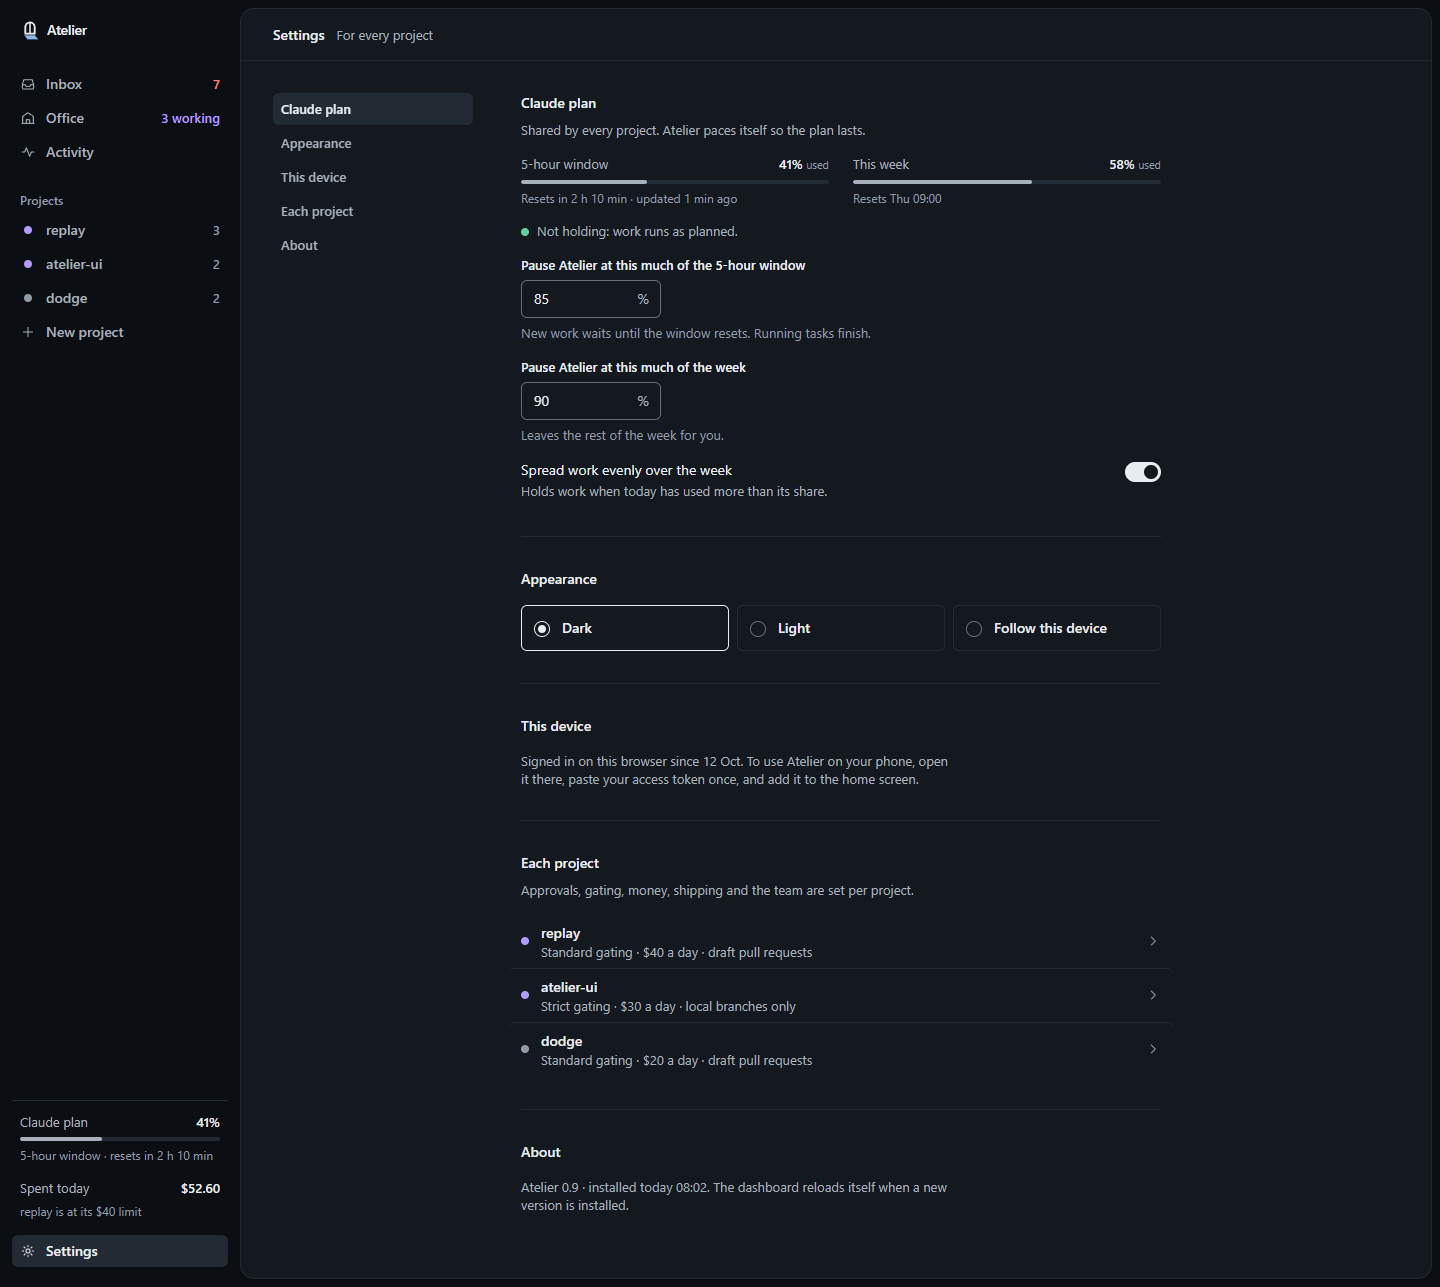 Atelier
Inbox 7
Office 3 working
Activity
Projects
replay 3
atelier-ui 2
dodge 2
New project
Claude plan 41%
5-hour window · resets in 2 h 10 min
Spent today $52.60
replay is at its $40 limit
Settings
Settings For every project
Claude plan
Appearance
This device
Each project
About
Claude plan
Shared by every project. Atelier paces itself so the plan lasts.
5-hour window 41% used
Resets in 2 h 10 min · updated 1 min ago
This week 58% used
Resets Thu 09:00
Not holding: work runs as planned.
Pause Atelier at this much of the 5-hour window
85 %
New work waits until the window resets. Running tasks finish.
Pause Atelier at this much of the week
90 %
Leaves the rest of the week for you.
Spread work evenly over the week
Holds work when today has used more than its share.
Appearance
Dark
Light
Follow this device
This device
Signed in on this browser since 12 Oct. To use Atelier on your phone, open
it there, paste your access token once, and add it to the home screen.
Each project
Approvals, gating, money, shipping and the team are set per project.
replay
Standard gating · $40 a day · draft pull requests
atelier-ui
Strict gating · $30 a day · local branches only
dodge
Standard gating · $20 a day · draft pull requests
About
Atelier 0.9 · installed today 08:02. The dashboard reloads itself when a new
version is installed.